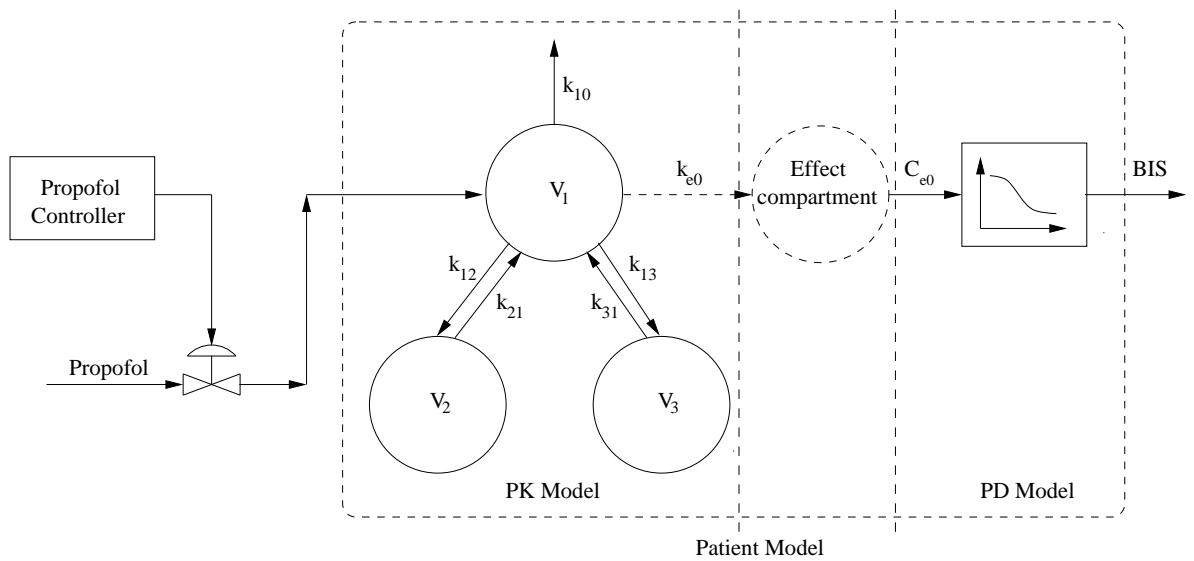 k10
Propofol
Controller
V1
ke0
Effect
compartment
Ce0
BIS
k12
k21
k13
k31
Propofol
V2
V3
PK Model
PD Model
Patient Model